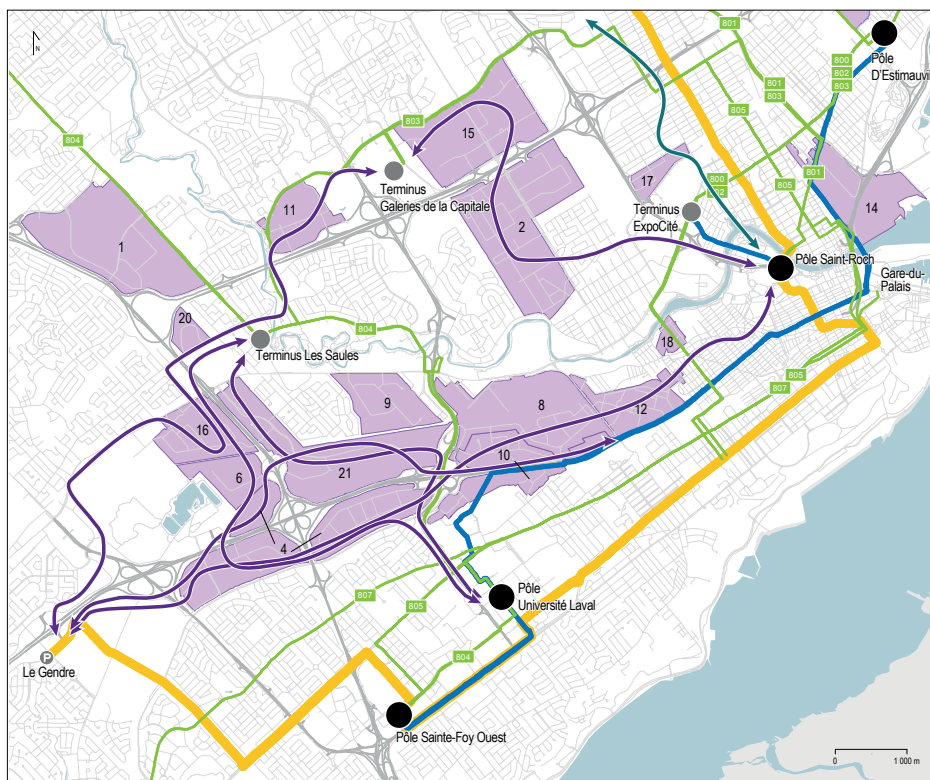 N
801
800
802
803
Pôle
D'Estimauvi
801
803
805
804
803
15
Terminus
Galeries de la Capitale
17
800
02
805
801
14
11
2
Terminus
ExpoCité
1
Pôle Saint-Roch
Gare-du-
Palais
20
804
Terminus Les Saules
18
805
807
9
8
12
16
10
6
21
4
807
805
Pôle
Université Laval
804
P
Le Gendre
Pôle Sainte-Foy Ouest
0
1 000 m